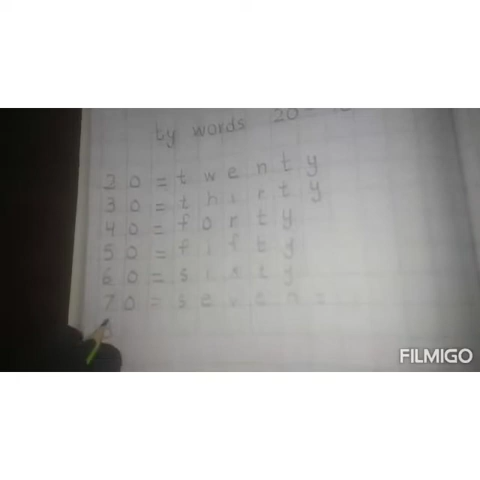 ty words 20
20 = twenty
30 = thirty
40 = forty
50 = fifty
60 = sixty
70 = seven =
FILMIGO